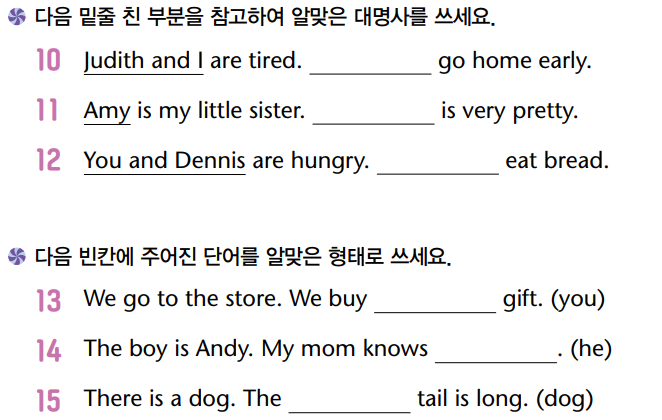 다음 밑줄 친 부분을 참고하여 알맞은 대명사를 쓰세요.
10 Judith and I are tired. __________ go home early.
11 Amy is my little sister. __________ is very pretty.
12 You and Dennis are hungry. __________ eat bread.
다음 빈칸에 주어진 단어를 알맞은 형태로 쓰세요.
13 We go to the store. We buy __________ gift. (you)
14 The boy is Andy. My mom knows __________. (he)
15 There is a dog. The __________ tail is long. (dog)